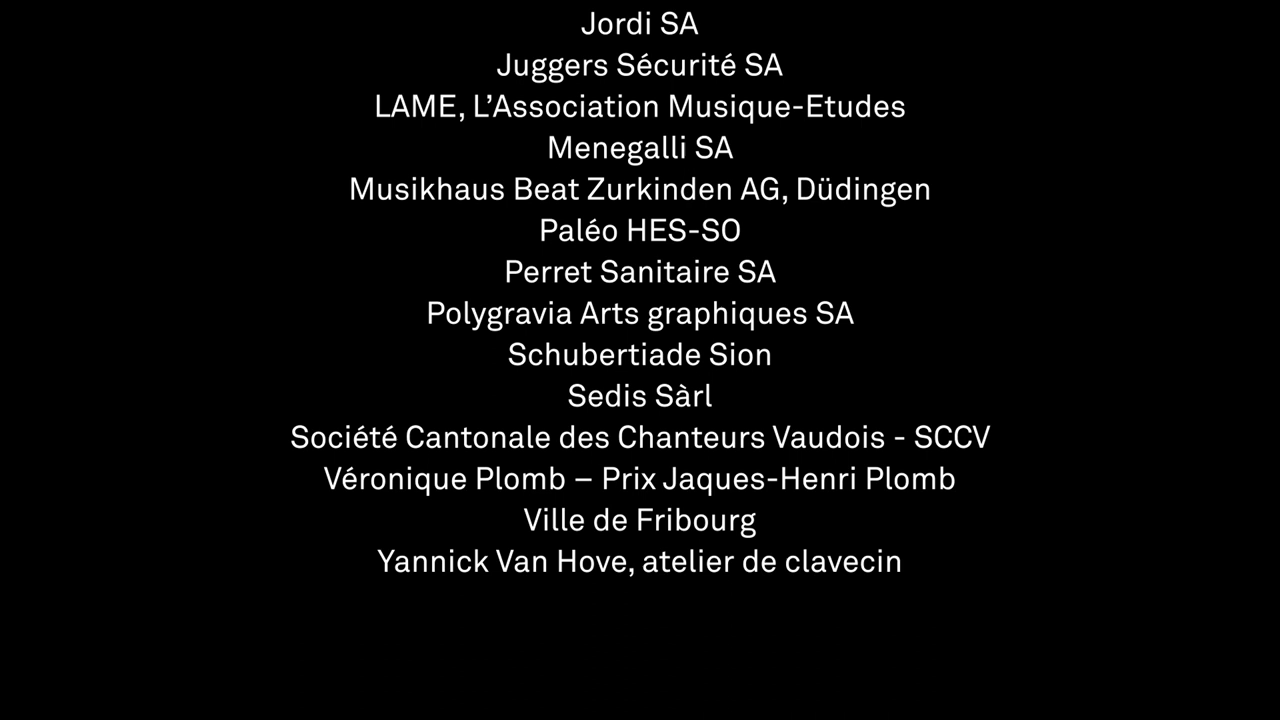 Jordi SA
Juggers Sécurité SA
LAME, L’Association Musique-Etudes
Menegalli SA
Musikhaus Beat Zurkinden AG, Düdingen
Paléo HES-SO
Perret Sanitaire SA
Polygravia Arts graphiques SA
Schubertiade Sion
Sedis Sàrl
Société Cantonale des Chanteurs Vaudois - SCCV
Véronique Plomb – Prix Jaques-Henri Plomb
Ville de Fribourg
Yannick Van Hove, atelier de clavecin